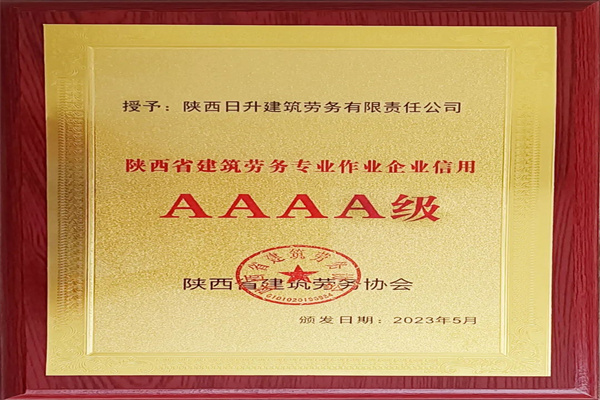 授予：陕西日升建筑劳务有限责任公司
陕西省建筑劳务专业作业企业信用
AAAA级
陕西省建筑劳务协会
颁发日期：2023年5月